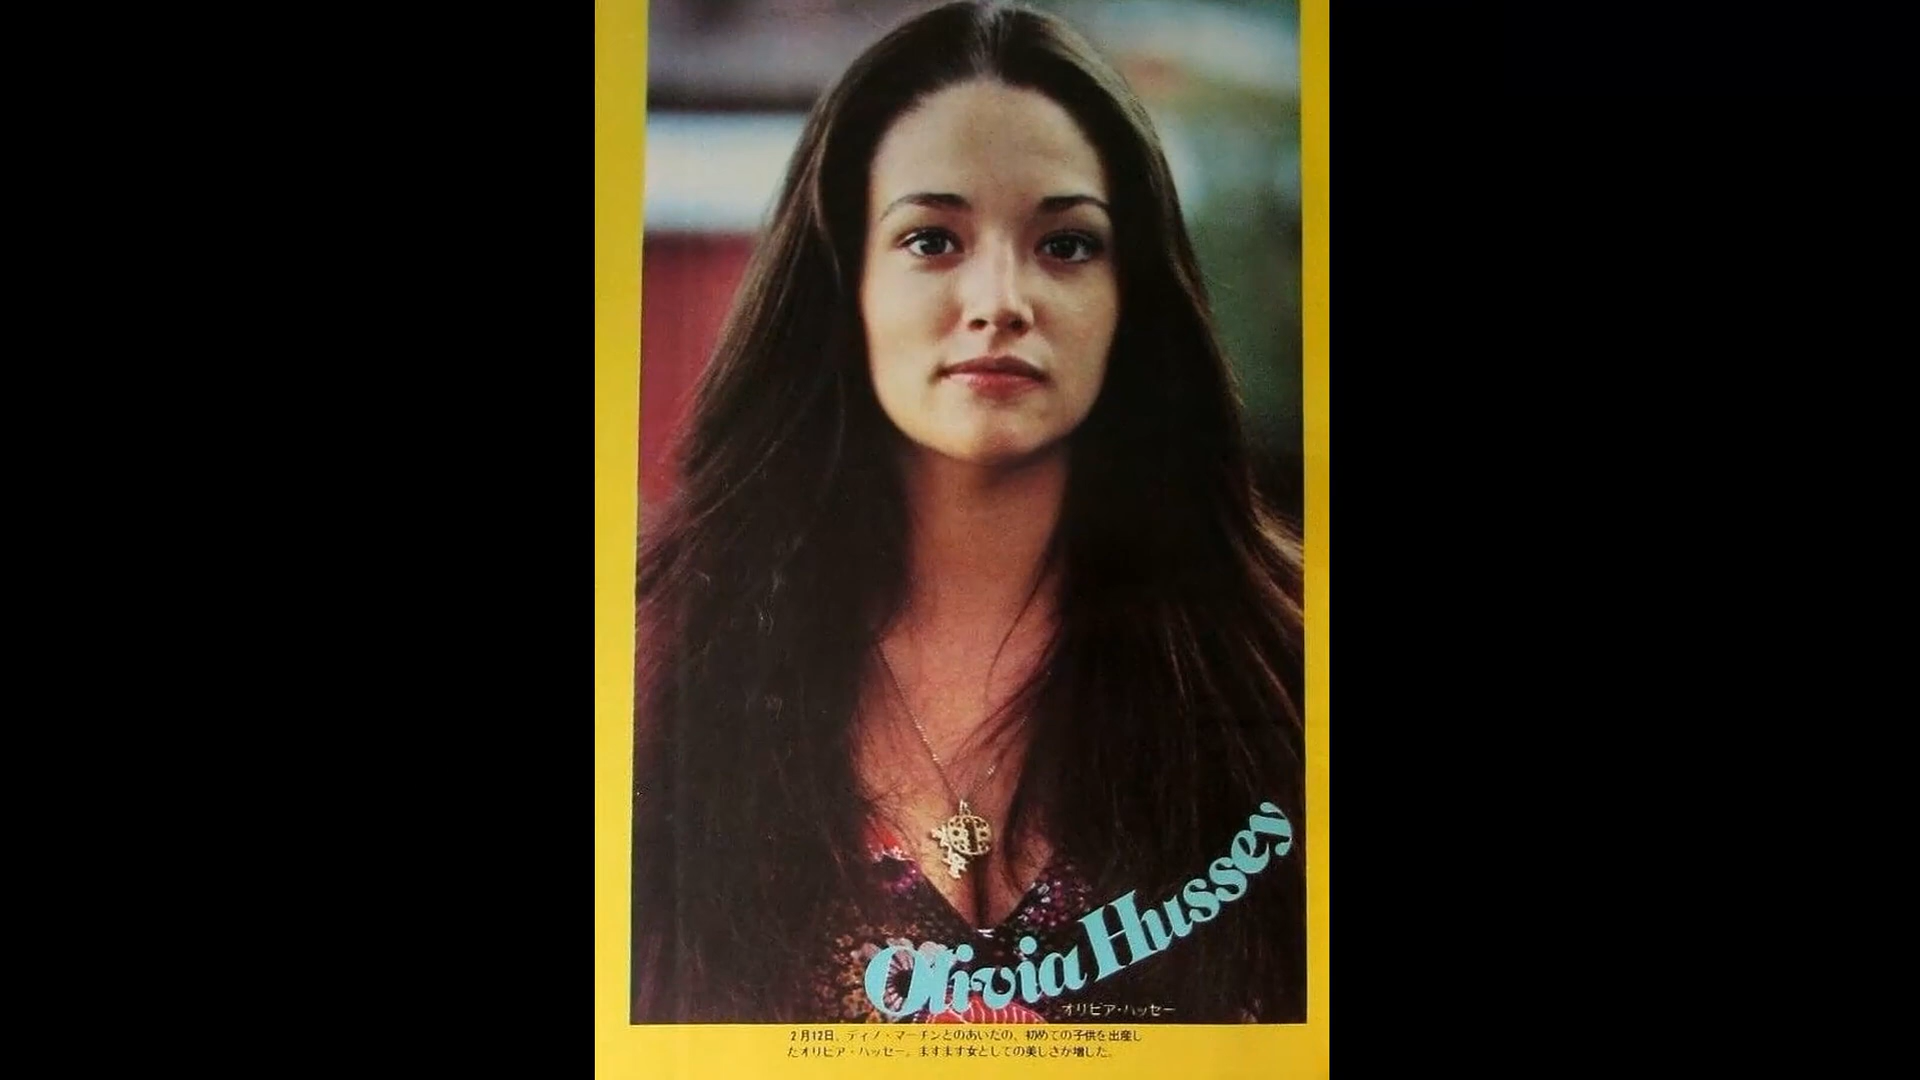 Olivia Hussey
オリビア・ハッセー
2月12日、ディノ・マーチンとのあいだの、初めての子供を出産し
たオリビア・ハッセー。ますます女としての美しさが増した。